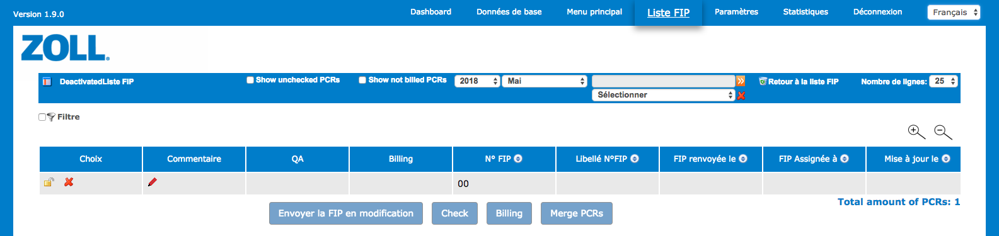 Version 1.9.0
Dashboard Données de base Menu principal Liste FIP Paramètres Statistiques Déconnexion Français
ZOLL.
DeactivatedListe FIP Show unchecked PCRs Show not billed PCRs 2018 Mai Retour à la liste FIP Nombre de lignes: 25
Sélectionner
Filtre
Choix Commentaire QA Billing N° FIP Libellé N°FIP FIP renvoyée le FIP Assignée à Mise à jour le
00
Total amount of PCRs: 1
Envoyer la FIP en modification Check Billing Merge PCRs